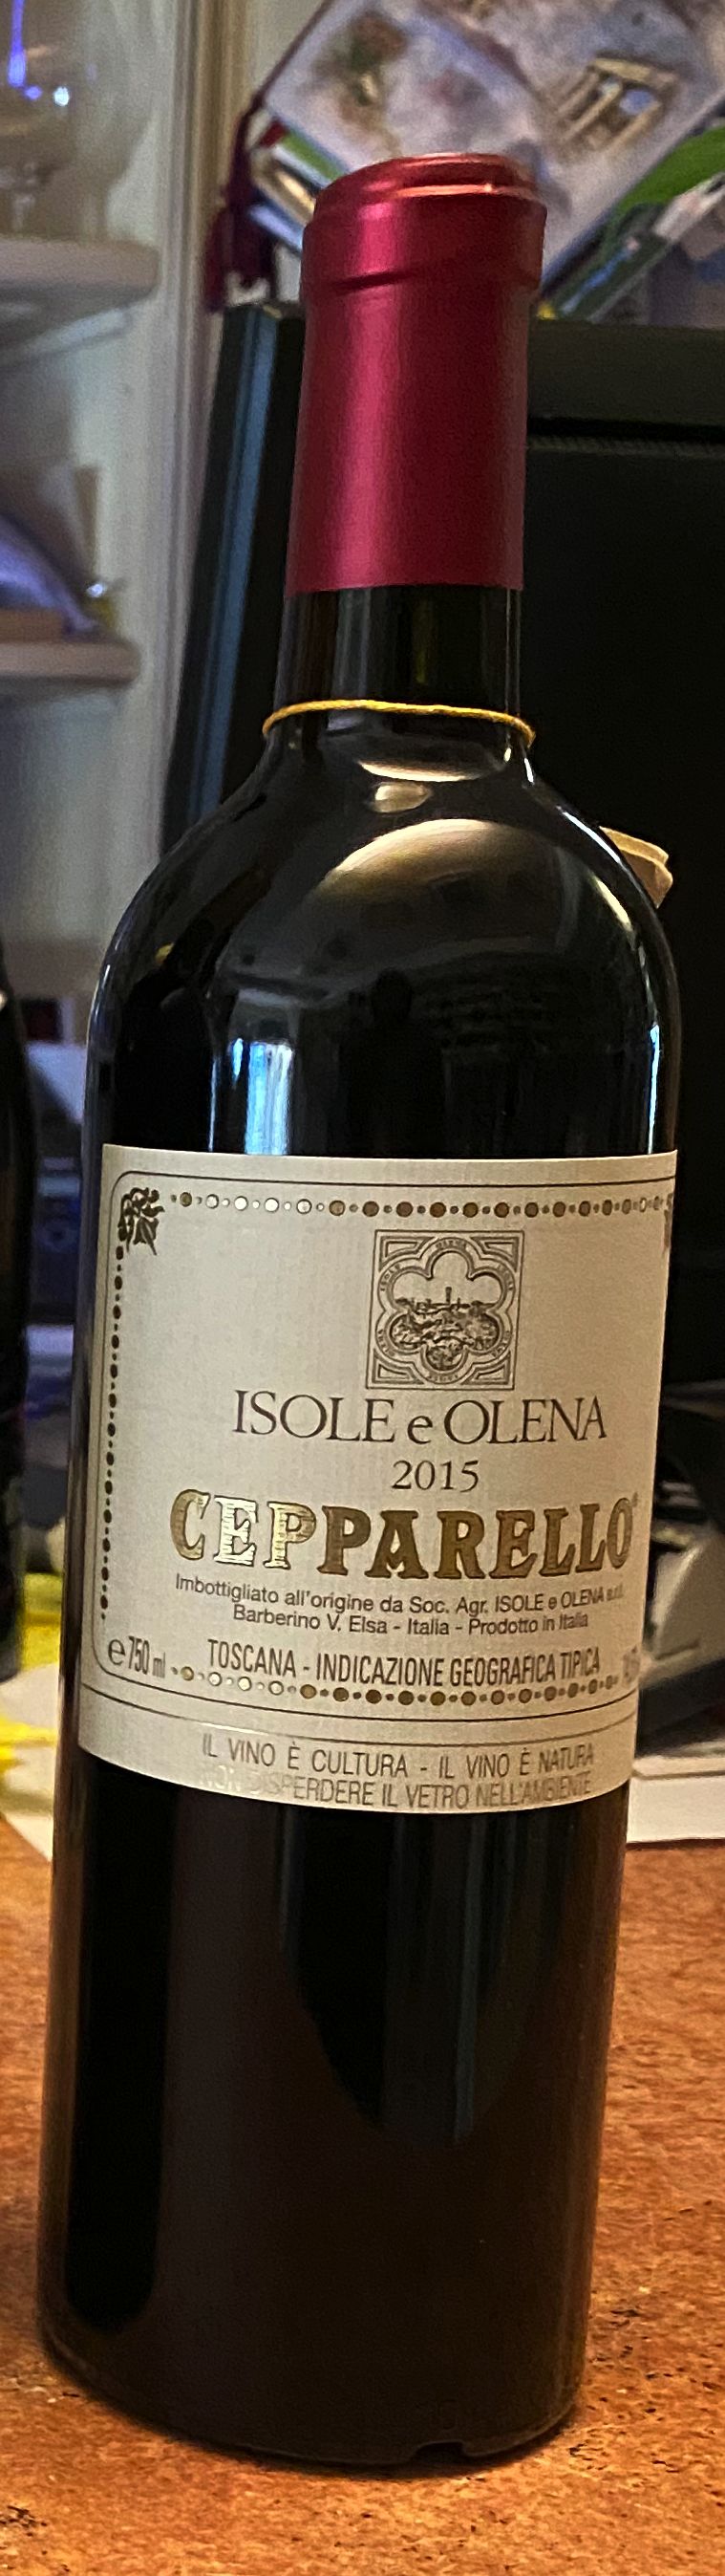 ISOLE e OLENA
2015
CEPPARELLO
Imbottigliato all'origine da Soc. Agr. ISOLE e OLENA
Barberino V. Elsa - Italia - Prodotto in Italia
e 750 ml TOSCANA - INDICAZIONE GEOGRAFICA TIPICA
IL VINO È CULTURA - IL VINO È NATURA
NON DISPERDERE IL VETRO NELL'AMBIENTE